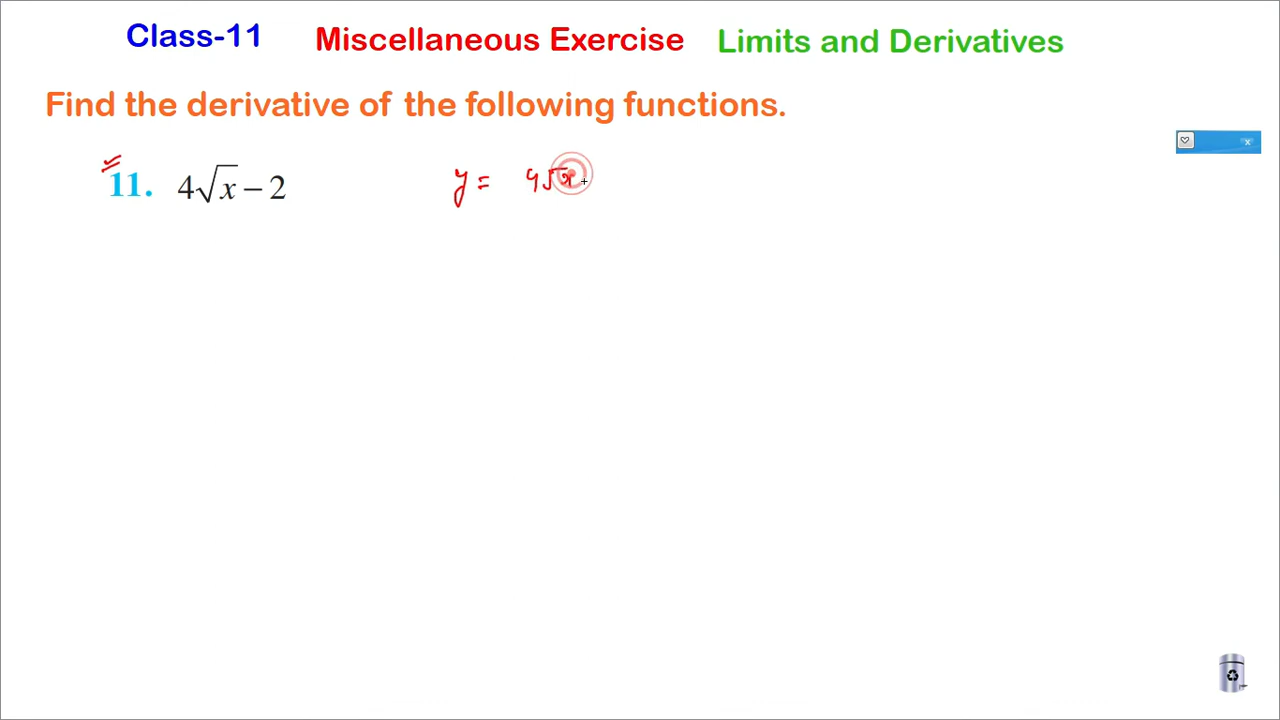 Class-11 Miscellaneous Exercise Limits and Derivatives
Find the derivative of the following functions.
11. 4√x − 2 y = 4√x